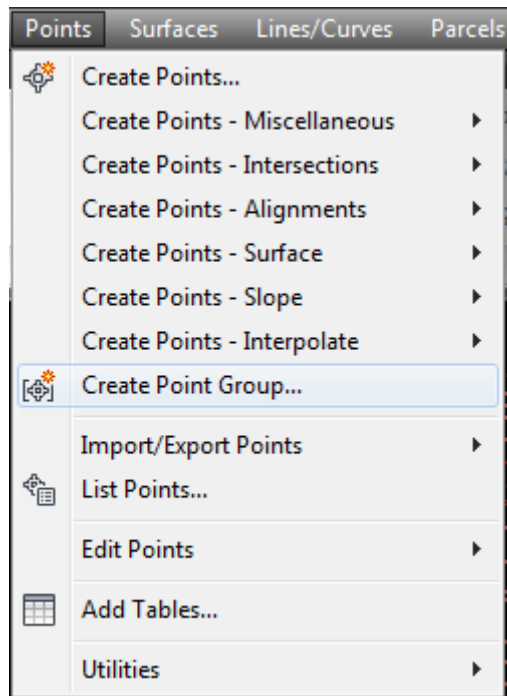 Points Surfaces Lines/Curves Parcels
Create Points...
Create Points - Miscellaneous
Create Points - Intersections
Create Points - Alignments
Create Points - Surface
Create Points - Slope
Create Points - Interpolate
Create Point Group...
Import/Export Points
List Points...
Edit Points
Add Tables...
Utilities